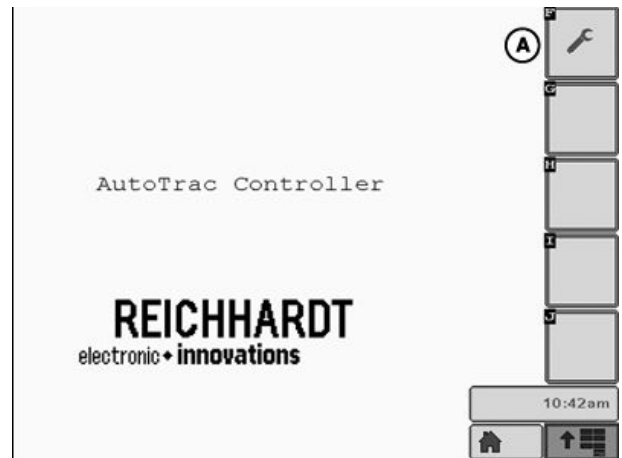 F
A
G
AutoTrac Controller
H
I
REICHHARDT
electronic+innovations
J
10:42am